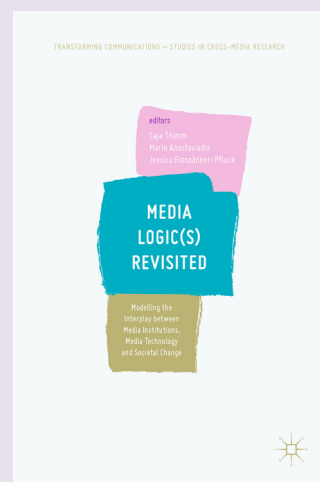 TRANSFORMING COMMUNICATIONS – STUDIES IN CROSS-MEDIA RESEARCH
editors
Caja Thimm
Mario Anastasiadis
Jessica Einspänner-Pflock
MEDIA
LOGIC(S)
REVISITED
Modelling the
Interplay between
Media Institutions,
Media Technology
and Societal Change